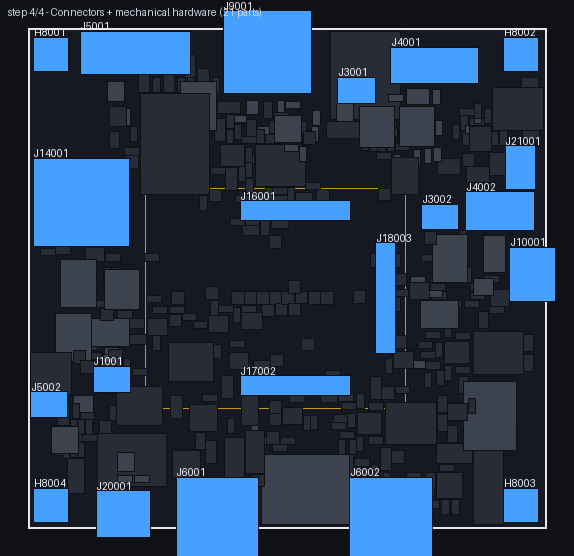 step 4/4 - Connectors + mechanical hardware (21 parts)
J9001
H8001
J5001
J4001
H8002
J3001
J21001
J14001
J4002
J16001
J3002
J18003
J10001
J1001
J17002
J5002
J6001
J6002
H8004
J20001
H8003